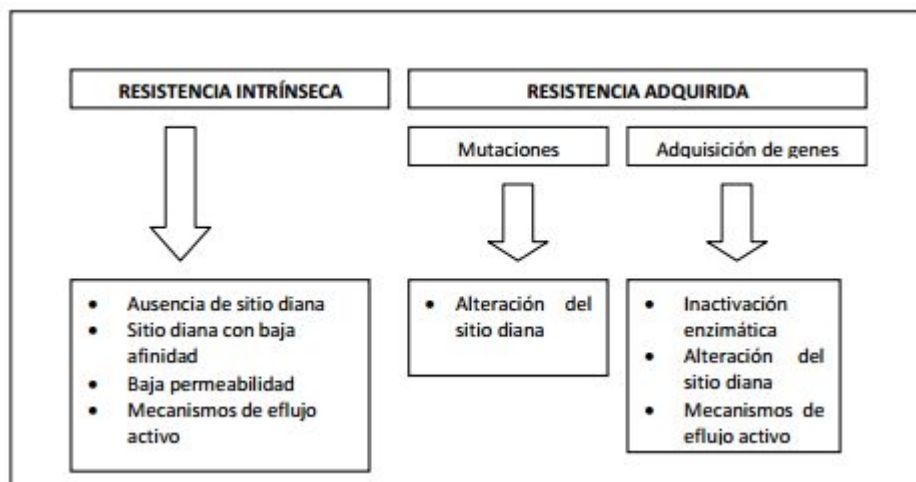 RESISTENCIA INTRÍNSECA
RESISTENCIA ADQUIRIDA
Mutaciones
Adquisición de genes
• Ausencia de sitio diana
• Sitio diana con baja
afinidad
• Baja permeabilidad
• Mecanismos de eflujo
activo
• Alteración del
sitio diana
• Inactivación
enzimática
• Alteración del
sitio diana
• Mecanismos de
eflujo activo